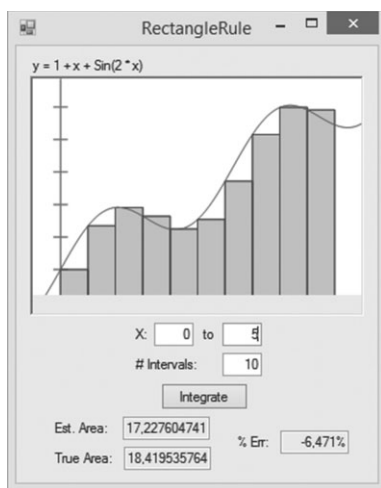 RectangleRule
y = 1 + x + Sin(2 * x)
X: 0 to 5
# Intervals: 10
Integrate
Est. Area: 17,227604741
% Err: -6,471%
True Area: 18,419535764